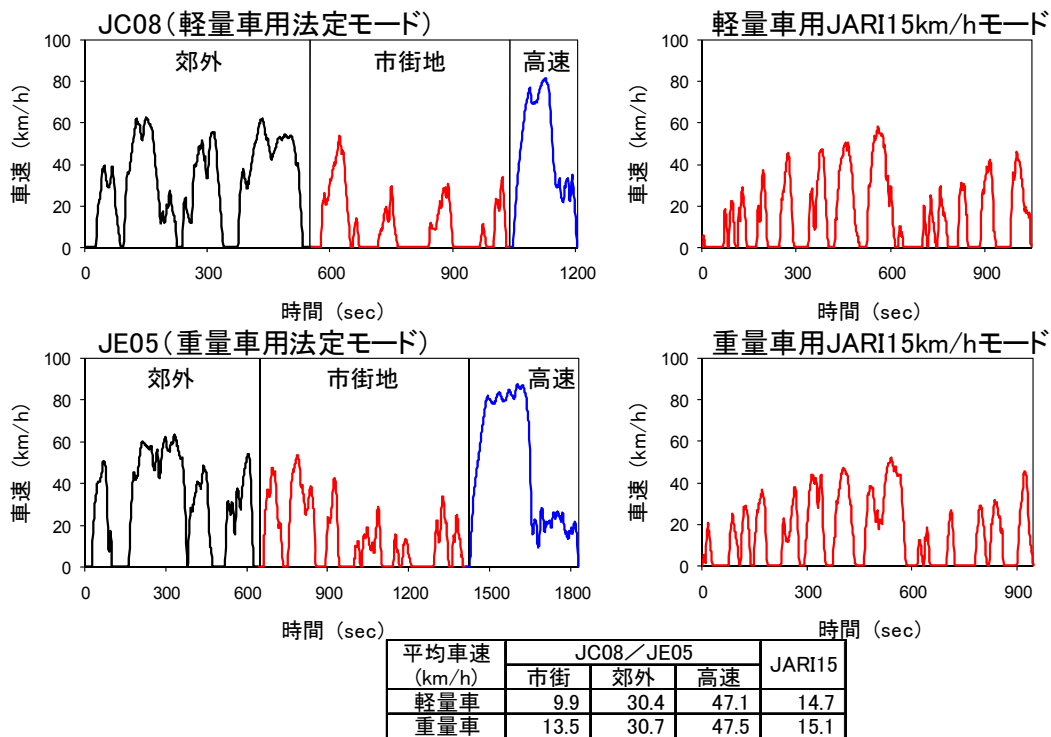 JC08（軽量車用法定モード）
100
80
60
40
20
0
車速 (km/h)
郊外
市街地
高速
0
300
600
900
1200
時間 (sec)
軽量車用JARI15km/hモード
100
80
60
40
20
0
車速 (km/h)
0
300
600
900
時間 (sec)
JE05（重量車用法定モード）
100
80
60
40
20
0
車速 (km/h)
郊外
市街地
高速
0
300
600
900
1200
1500
1800
時間 (sec)
重量車用JARI15km/hモード
100
80
60
40
20
0
車速 (km/h)
0
300
600
900
時間 (sec)
平均車速 JC08／JE05 JARI15
(km/h) 市街 郊外 高速
軽量車 9.9 30.4 47.1 14.7
重量車 13.5 30.7 47.5 15.1